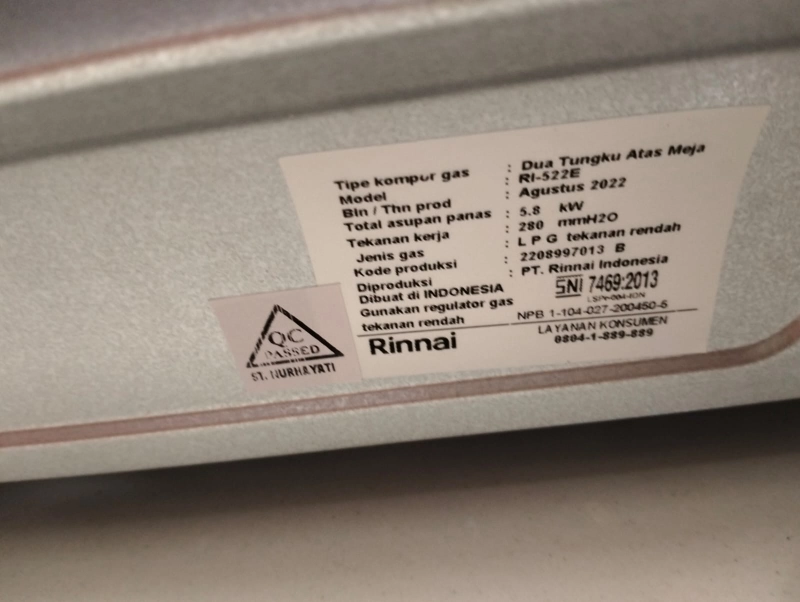 Tipe kompur gas : Dua Tungku Atas Meja
Model : RI-522E
Bln / Thn prod : Agustus 2022
Total asupan panas : 5.8 kW
Tekanan kerja : 280 mmH2O
Jenis gas : L P G tekanan rendah
Kode produksi : 2208997013 B
Diproduksi : PT. Rinnai Indonesia
Dibuat di INDONESIA
Gunakan regulator gas
tekanan rendah
SNI 7469:2013
NPB 1-104-027-200450-5
Rinnai
LAYANAN KONSUMEN
0804-1-889-889
QC
PASSED
ST. NURHAYATI